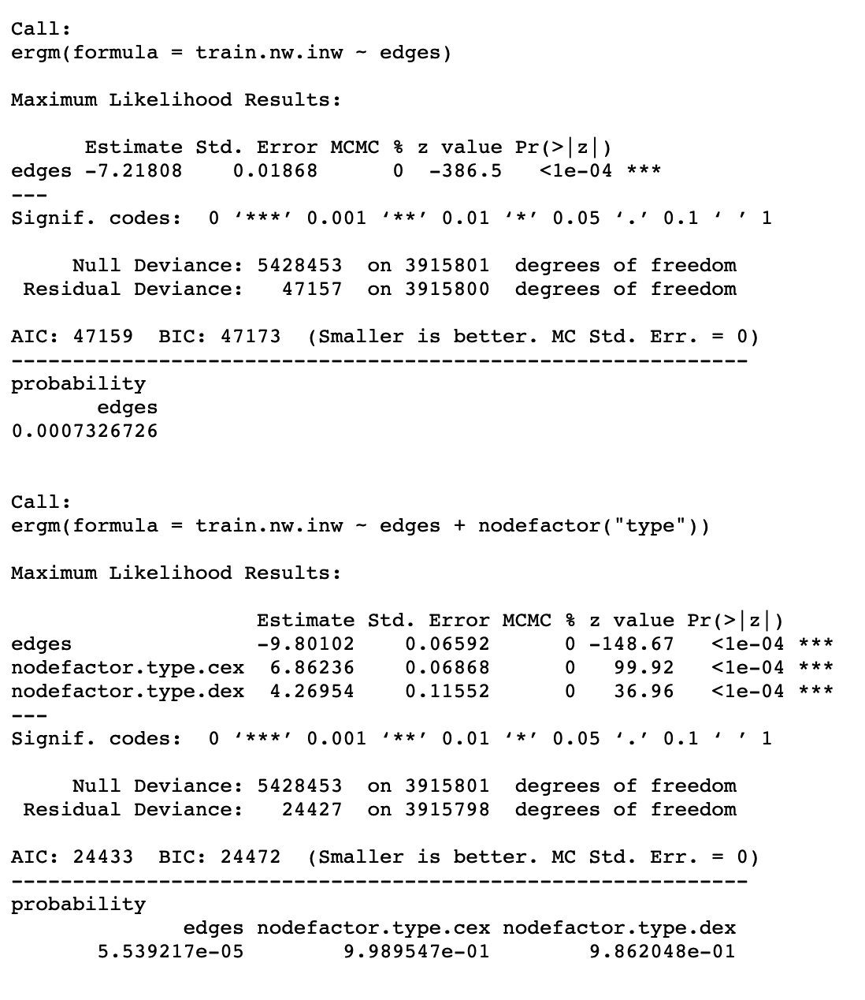 Call:
ergm(formula = train.nw.inw ~ edges)
Maximum Likelihood Results:
Estimate Std. Error MCMC % z value Pr(>|z|)
edges -7.21808 0.01868 0 -386.5 <1e-04 ***
---
Signif. codes: 0 ‘***’ 0.001 ‘**’ 0.01 ‘*’ 0.05 ‘.’ 0.1 ‘ ’ 1
Null Deviance: 5428453 on 3915801 degrees of freedom
Residual Deviance: 47157 on 3915800 degrees of freedom
AIC: 47159 BIC: 47173 (Smaller is better. MC Std. Err. = 0)
------------------------------------------------------------
probability
edges
0.0007326726
Call:
ergm(formula = train.nw.inw ~ edges + nodefactor("type"))
Maximum Likelihood Results:
Estimate Std. Error MCMC % z value Pr(>|z|)
edges -9.80102 0.06592 0 -148.67 <1e-04 ***
nodefactor.type.cex 6.86236 0.06868 0 99.92 <1e-04 ***
nodefactor.type.dex 4.26954 0.11552 0 36.96 <1e-04 ***
---
Signif. codes: 0 ‘***’ 0.001 ‘**’ 0.01 ‘*’ 0.05 ‘.’ 0.1 ‘ ’ 1
Null Deviance: 5428453 on 3915801 degrees of freedom
Residual Deviance: 24427 on 3915798 degrees of freedom
AIC: 24433 BIC: 24472 (Smaller is better. MC Std. Err. = 0)
------------------------------------------------------------
probability
edges nodefactor.type.cex nodefactor.type.dex
5.539217e-05 9.989547e-01 9.862048e-01